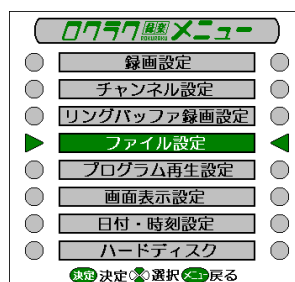 ロクラク 録楽 ROKURAKU メニュー
録画設定
チャンネル設定
リングバッファ録画設定
ファイル設定
プログラム再生設定
画面表示設定
日付・時刻設定
ハードディスク
決定 決定 選択 メニュー 戻る